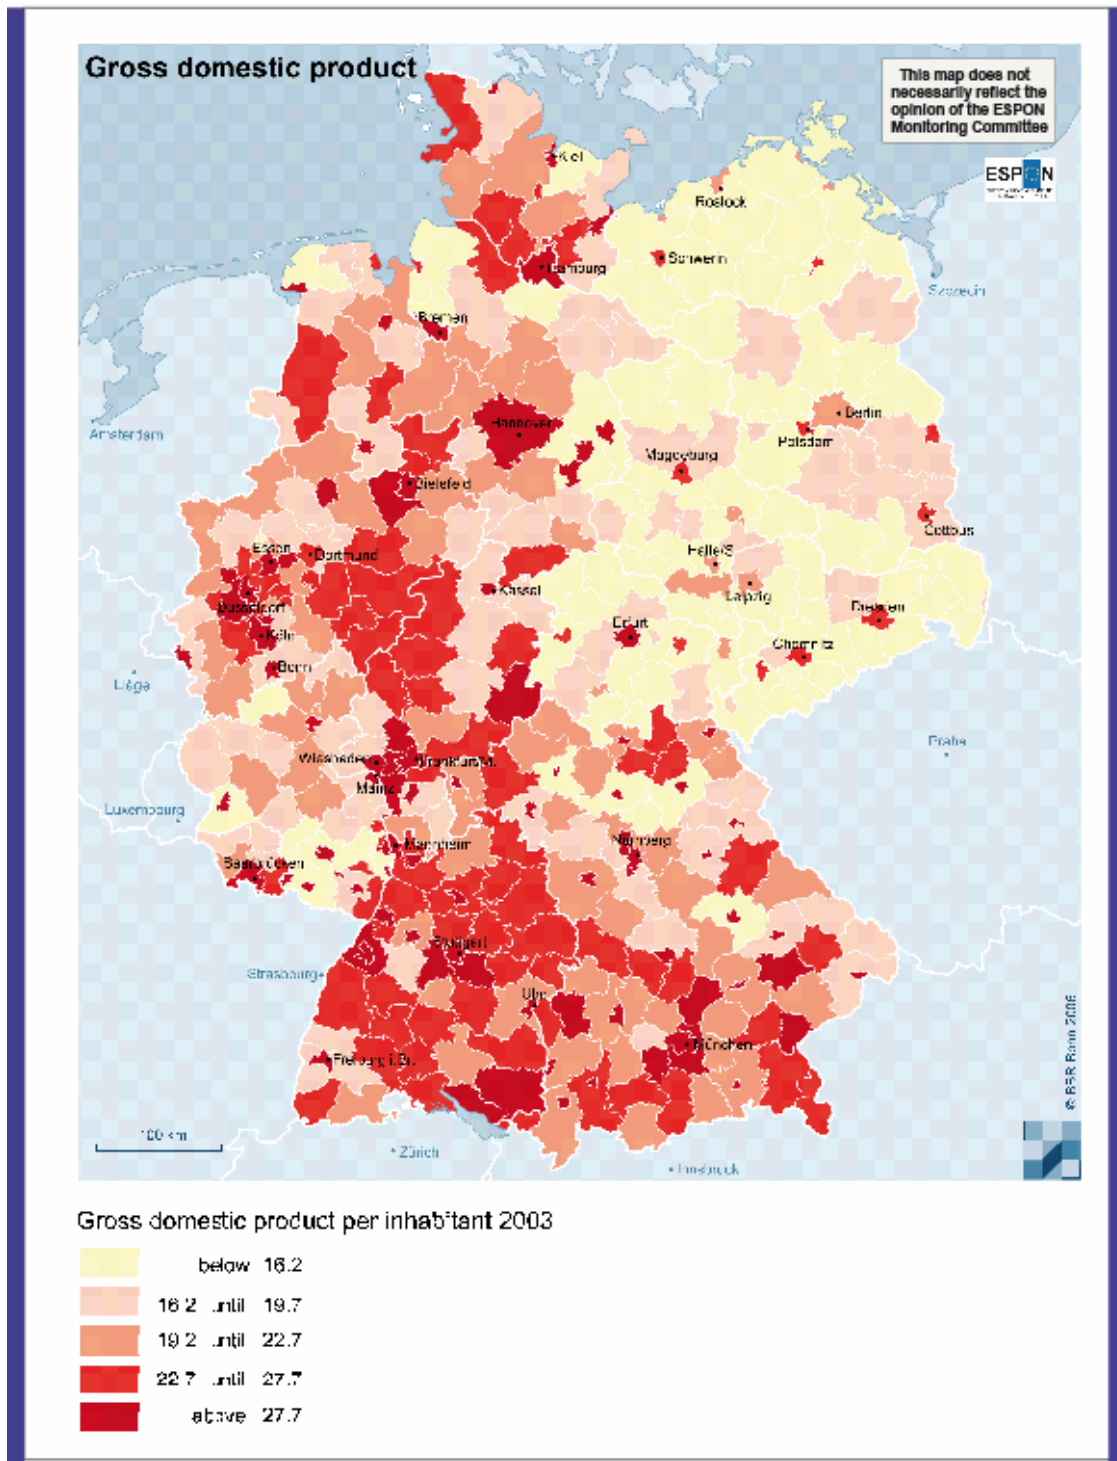 Gross domestic product
This map does not
necessarily reflect the
opinion of the ESPON
Monitoring Committee
ESPON
Kiel
Rostock
Hamburg
Schwerin
Szczecin
Bremen
Amsterdam
Hannover
Berlin
Potsdam
Magdeburg
Bielefeld
Cottbus
Essen
Dortmund
Halle/S
Leipzig
Düsseldorf
Kassel
Dresden
Köln
Erfurt
Chemnitz
Bonn
Liège
Wiesbaden
Frankfurt/M.
Mainz
Praha
Luxembourg
Mannheim
Nürnberg
Saarbrücken
Stuttgart
Strasbourg
Ulm
München
Freiburg i. Br.
100 km
Zürich
Innsbruck
© BBR Bonn 2006
Gross domestic product per inhabitant 2003
below 16.2
16.2 until 19.7
19.2 until 22.7
22.7 until 27.7
above 27.7